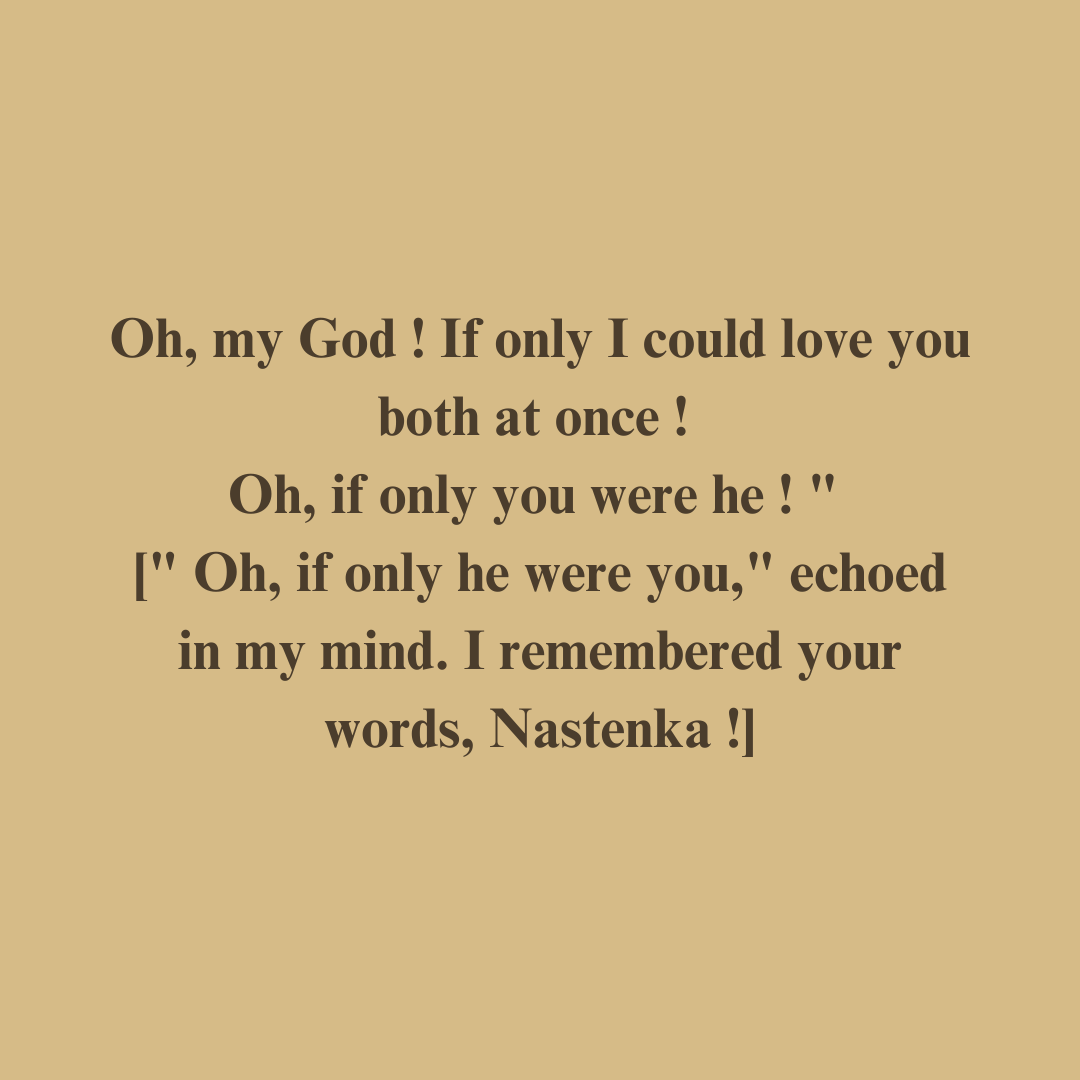 Oh, my God ! If only I could love you
both at once !
Oh, if only you were he ! "
[" Oh, if only he were you," echoed
in my mind. I remembered your
words, Nastenka !]